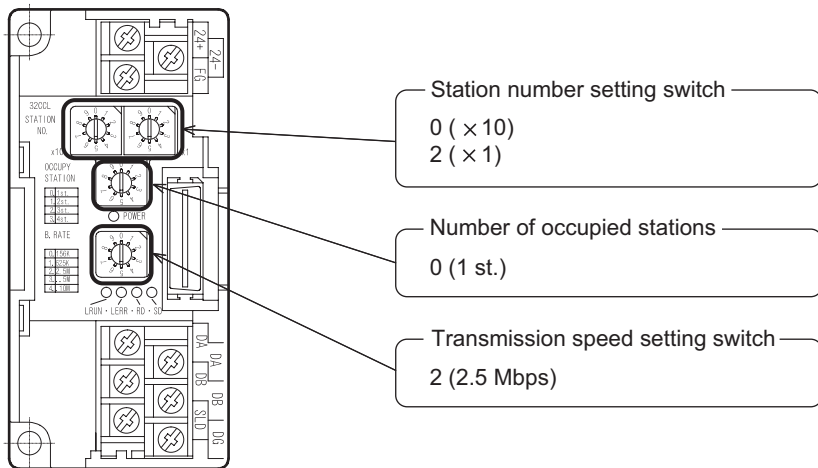 24+
24-
FG
32CCL
STATION
NO.
OCCUPY
STATION
0.1st.
1.2st.
2.3st.
3.4st.
POWER
B. RATE
0.156K
1.625K
2.2.5M
3...5M
4..10M
LRUN・LERR・RD・SD
DA
DA
DB
DB
SLD
DG
Station number setting switch
0 ( ×10)
2 ( ×1)
Number of occupied stations
0 (1 st.)
Transmission speed setting switch
2 (2.5 Mbps)